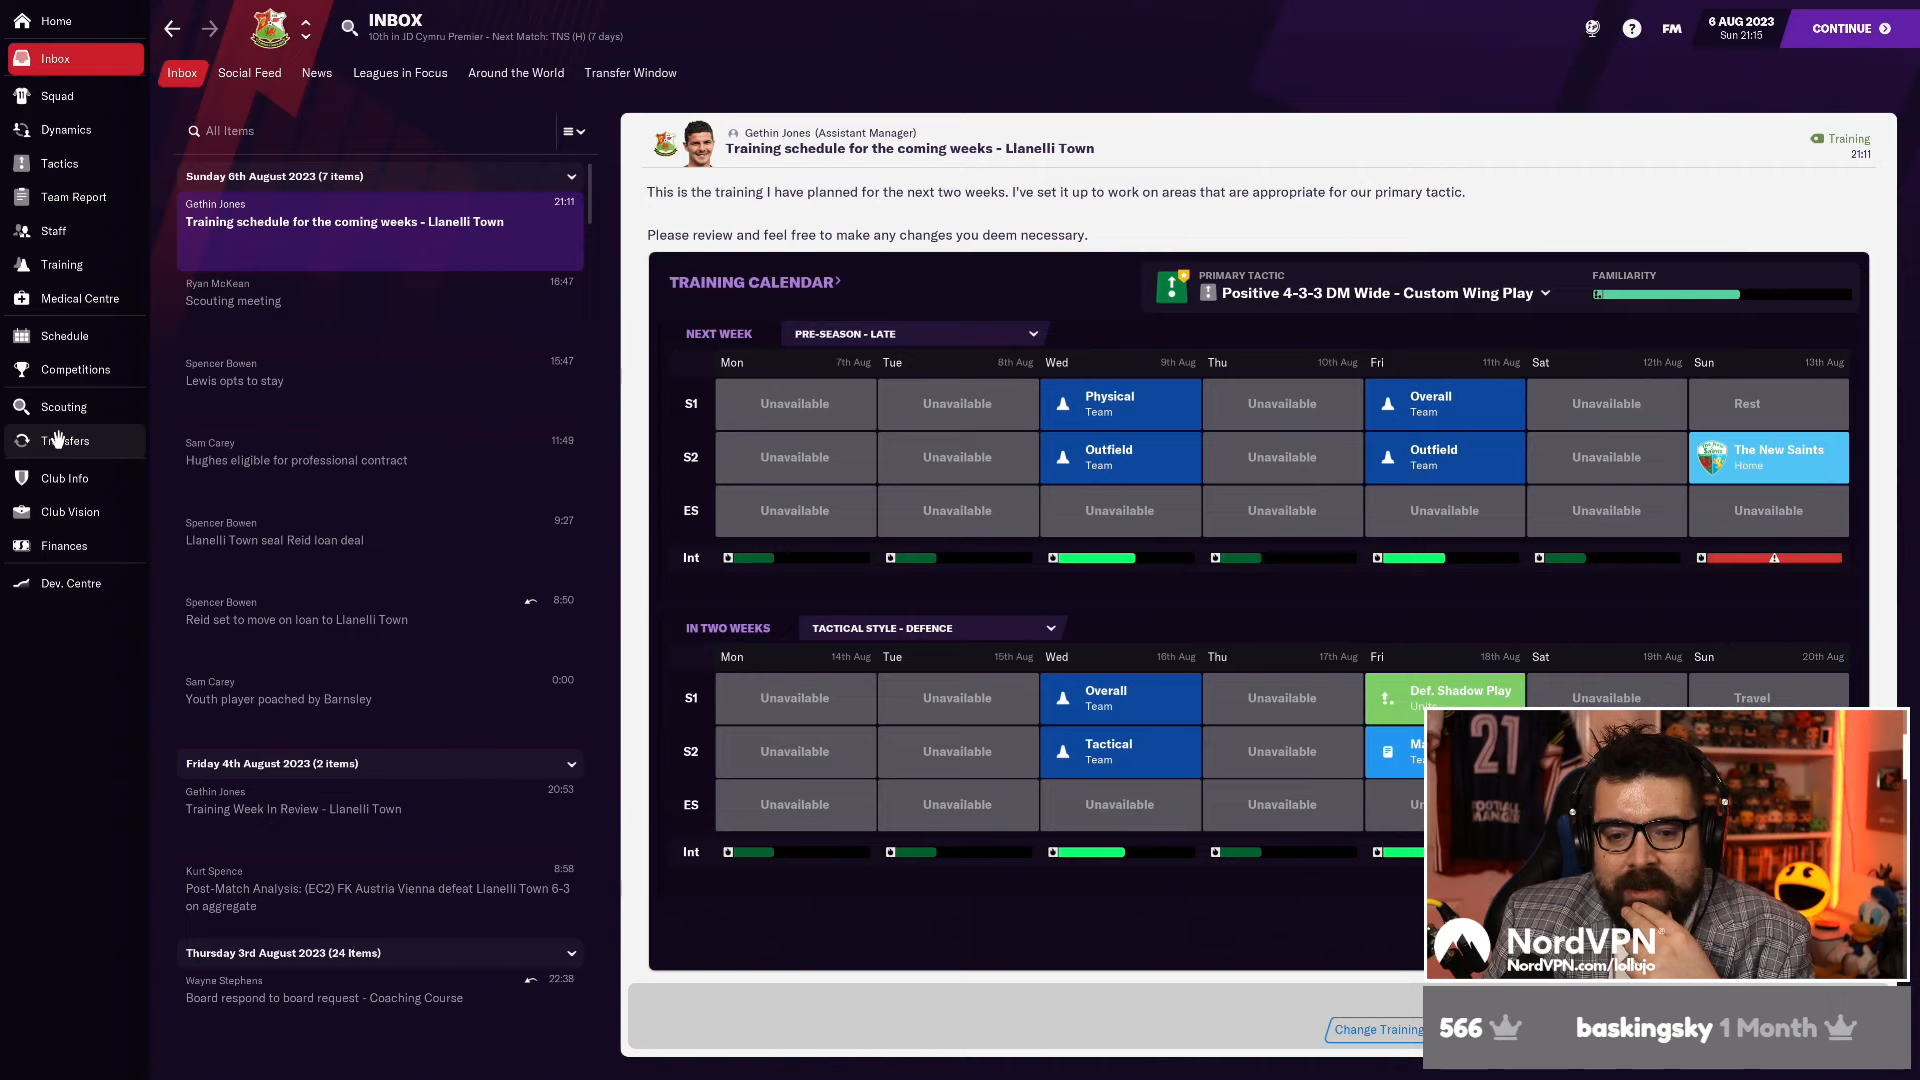 Home
Inbox
Squad
Dynamics
Tactics
Team Report
Staff
Training
Medical Centre
Schedule
Competitions
Scouting
Transfers
Club Info
Club Vision
Finances
Dev. Centre
INBOX
10th in JD Cymru Premier - Next Match: TNS (H) (7 days)
FM
6 AUG 2023
Sun 21:15
CONTINUE
Inbox Social Feed News Leagues in Focus Around the World Transfer Window
All Items
Sunday 6th August 2023 (7 items)
Gethin Jones 21:11
Training schedule for the coming weeks - Llanelli Town
Ryan McKean 16:47
Scouting meeting
Spencer Bowen 15:47
Lewis opts to stay
Sam Carey 11:49
Hughes eligible for professional contract
Spencer Bowen 9:27
Llanelli Town seal Reid loan deal
Spencer Bowen 8:50
Reid set to move on loan to Llanelli Town
Sam Carey 0:00
Youth player poached by Barnsley
Friday 4th August 2023 (2 items)
Gethin Jones 20:53
Training Week In Review - Llanelli Town
Kurt Spence 8:58
Post-Match Analysis: (EC2) FK Austria Vienna defeat Llanelli Town 6-3
on aggregate
Thursday 3rd August 2023 (24 items)
Wayne Stephens 22:38
Board respond to board request - Coaching Course
Gethin Jones (Assistant Manager)
Training schedule for the coming weeks - Llanelli Town
Training
21:11
This is the training I have planned for the next two weeks. I've set it up to work on areas that are appropriate for our primary tactic.
Please review and feel free to make any changes you deem necessary.
TRAINING CALENDAR
PRIMARY TACTIC
Positive 4-3-3 DM Wide - Custom Wing Play
FAMILIARITY
NEXT WEEK PRE-SEASON - LATE
Mon 7th Aug Tue 8th Aug Wed 9th Aug Thu 10th Aug Fri 11th Aug Sat 12th Aug Sun 13th Aug
S1 Unavailable Unavailable Physical Team Unavailable Overall Team Unavailable Rest
S2 Unavailable Unavailable Outfield Team Unavailable Outfield Team Unavailable The New Saints Home
ES Unavailable Unavailable Unavailable Unavailable Unavailable Unavailable Unavailable
Int
IN TWO WEEKS TACTICAL STYLE - DEFENCE
Mon 14th Aug Tue 15th Aug Wed 16th Aug Thu 17th Aug Fri 18th Aug Sat 19th Aug Sun 20th Aug
S1 Unavailable Unavailable Overall Team Unavailable Def. Shadow Play Units Unavailable Travel
S2 Unavailable Unavailable Tactical Team Unavailable
ES Unavailable Unavailable Unavailable Unavailable
Int
Change Training
21
NordVPN
NordVPN.com/lollujo
566 baskingsky 1 Month